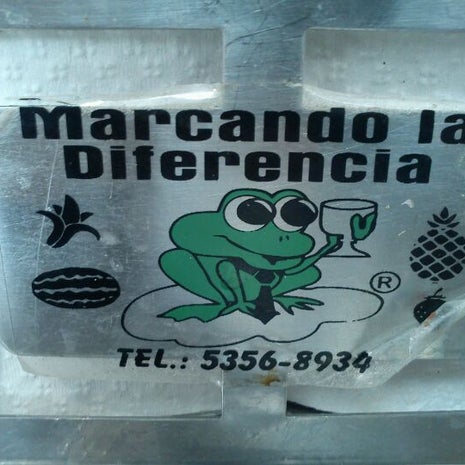 Marcando la
Diferencia
®
TEL.: 5356-8934